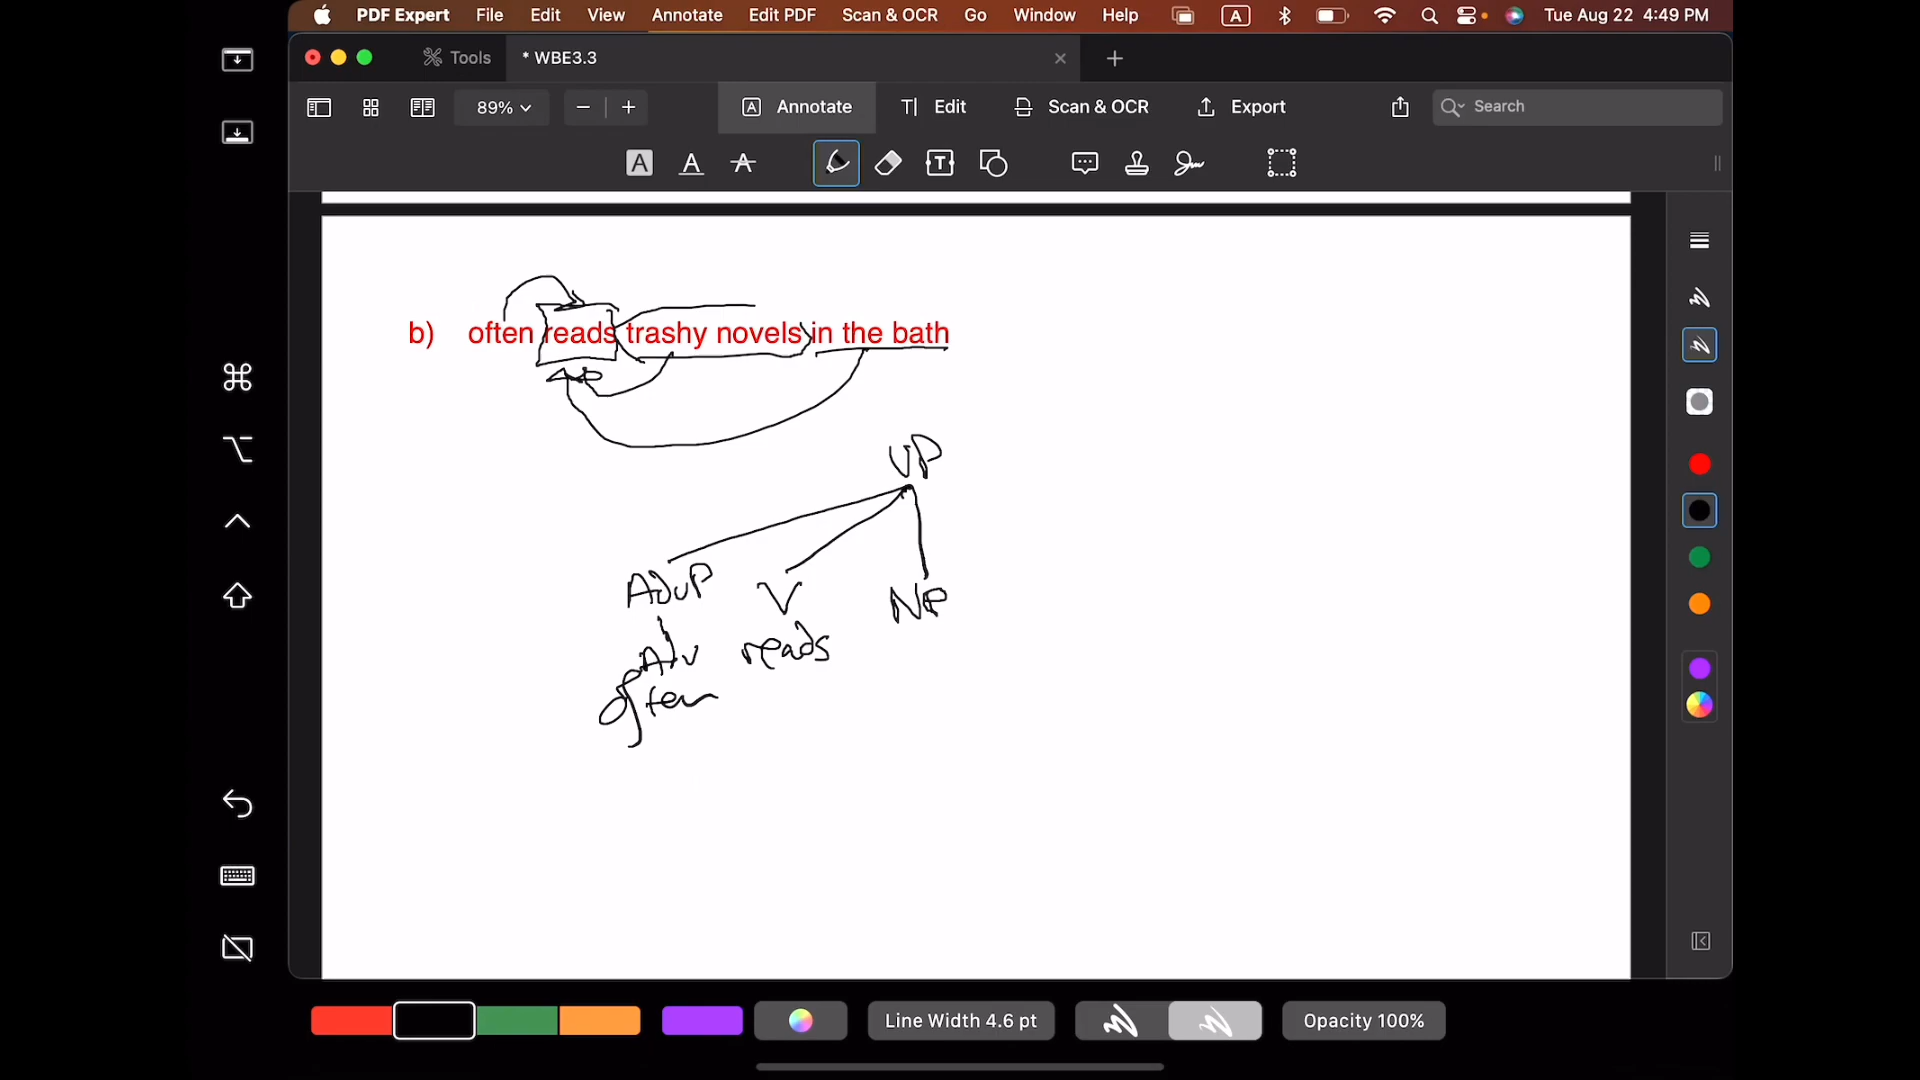 PDF Expert File Edit View Annotate Edit PDF Scan & OCR Go Window Help A Tue Aug 22 4:49 PM
Tools * WBE3.3
89% Annotate Edit Scan & OCR Export Search
b) often reads trashy novels in the bath
VP
AdvP V NP
Adv reads
often
Line Width 4.6 pt Opacity 100%